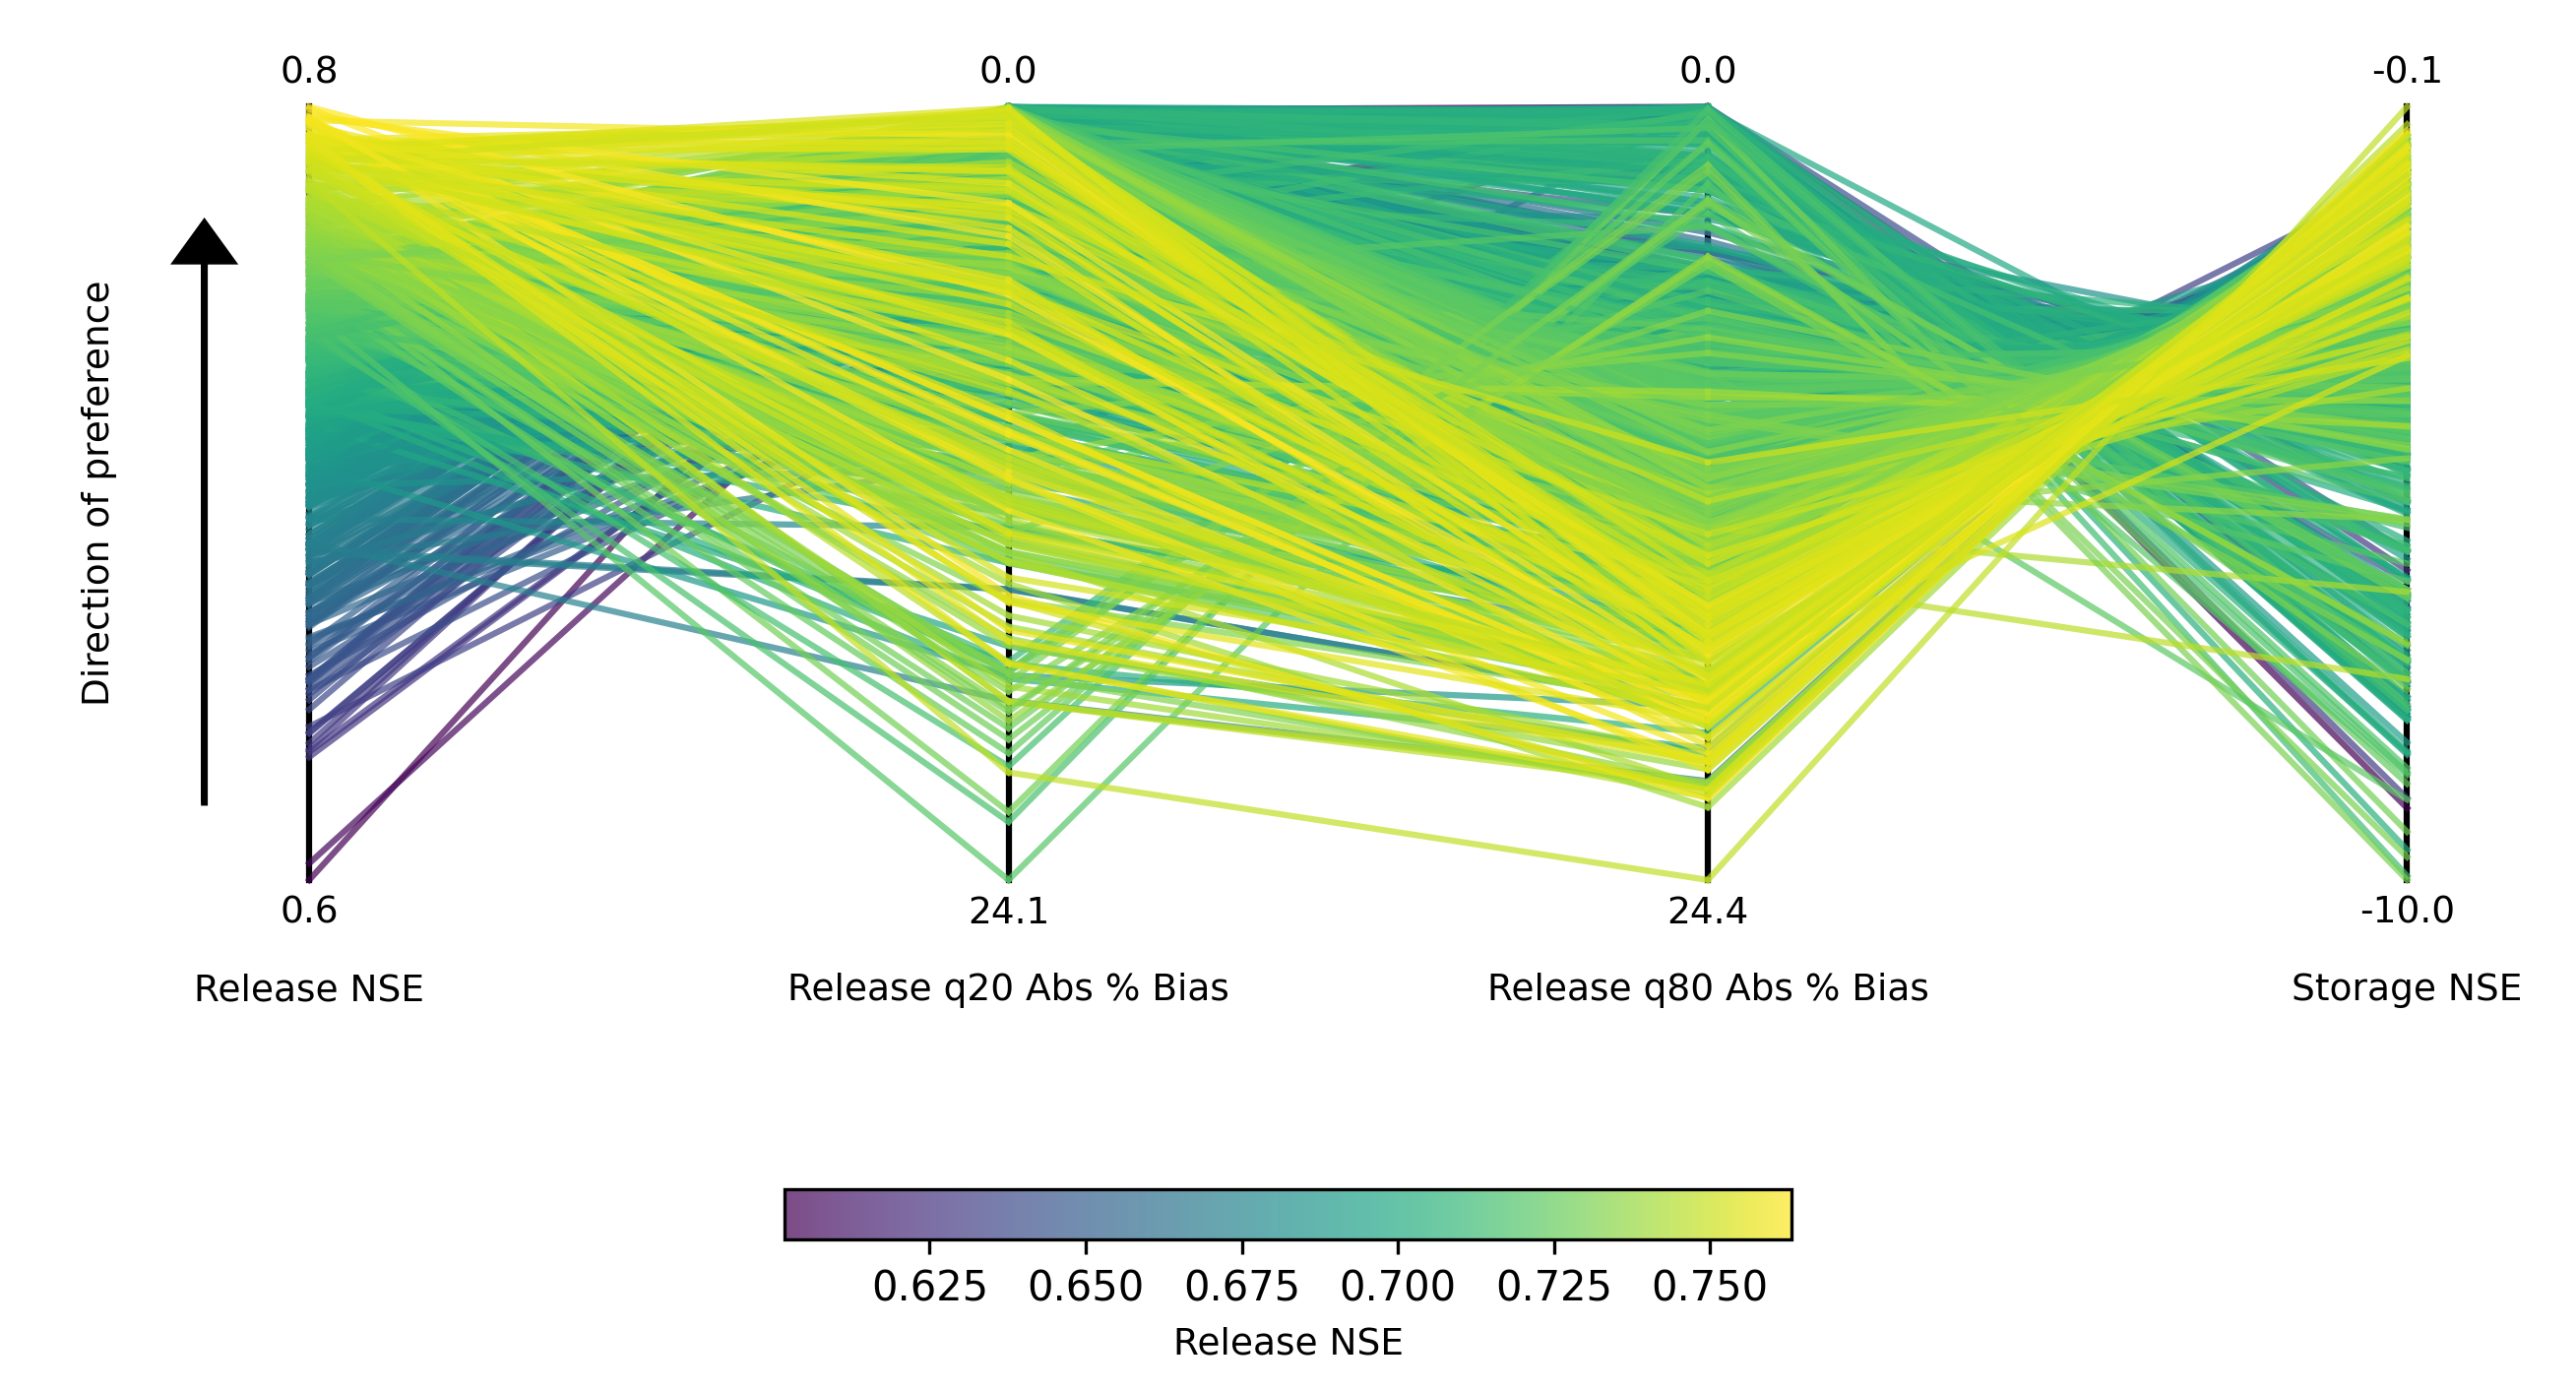 0.8
0.0
0.0
-0.1
Direction of preference
0.6
24.1
24.4
-10.0
Release NSE
Release q20 Abs % Bias
Release q80 Abs % Bias
Storage NSE
0.625
0.650
0.675
0.700
0.725
0.750
Release NSE